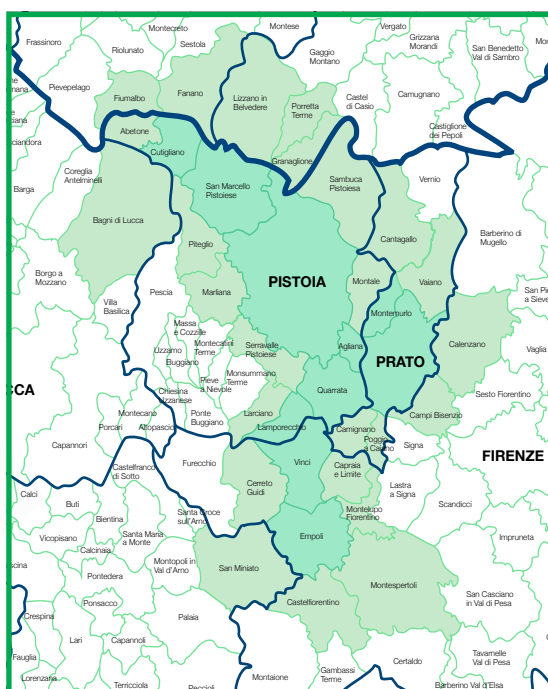 Montecreto
Montese
Vergato
Frassinoro
Riolunato
Sestola
Gaggio
Montano
Grizzana
Morandi
San Benedetto
Val di Sambro
Pievepelago
Fiumalbo
Fanano
Lizzano in
Belvedere
Porretta
Terme
Castel
di Casio
Camugnano
Castiglione
dei Pepoli
Abetone
Cutigliano
Granaglione
Coreglia
Antelminelli
Barga
San Marcello
Pistoiese
Sambuca
Pistoiesa
Vernio
Bagni di Lucca
Piteglio
Cantagallo
Barberino di
Mugello
Borgo a
Mozzano
Villa
Basilica
Pescia
Marliana
PISTOIA
Montale
Vaiano
San Pie
a Sieve
Massa
e Cozzile
Montemurlo
Uzzano
Montecatini
Terme
Buggiano
Serravalle
Pistoiese
Agliana
PRATO
Calenzano
Vaglia
CCA
Chiesina
Uzzanese
Pieve
a Nievole
Monsummano
Terme
Quarrata
Sesto Fiorentino
Montecarlo
Porcari
Altopascio
Ponte
Buggiano
Larciano
Lamporecchio
Carmignano
Poggio
a Caiano
Campi Bisenzio
Signa
FIRENZE
Capannori
Castelfranco
di Sotto
Furecchio
Vinci
Capraia
e Limite
Lastra
a Signa
Calci
Buti
Bientina
Santa Croce
sull'Arno
Cerreto
Guidi
Montelupo
Fiorentino
Scandicci
Vicopisano
Calcinaia
Santa Maria
a Monte
Empoli
Impruneta
Pontedera
Montopoli in
Val d'Arno
San Miniato
Montespertoli
Ponsacco
Crespina
Palaia
Castelfiorentino
San Casciano
in Val di Pesa
Lari
Capannoli
Fauglia
Lorenzana
Terricciola
Peccioli
Montaione
Gambassi
Terme
Certaldo
Tavarnelle
Val di Pesa
Barberino Val d'Elsa